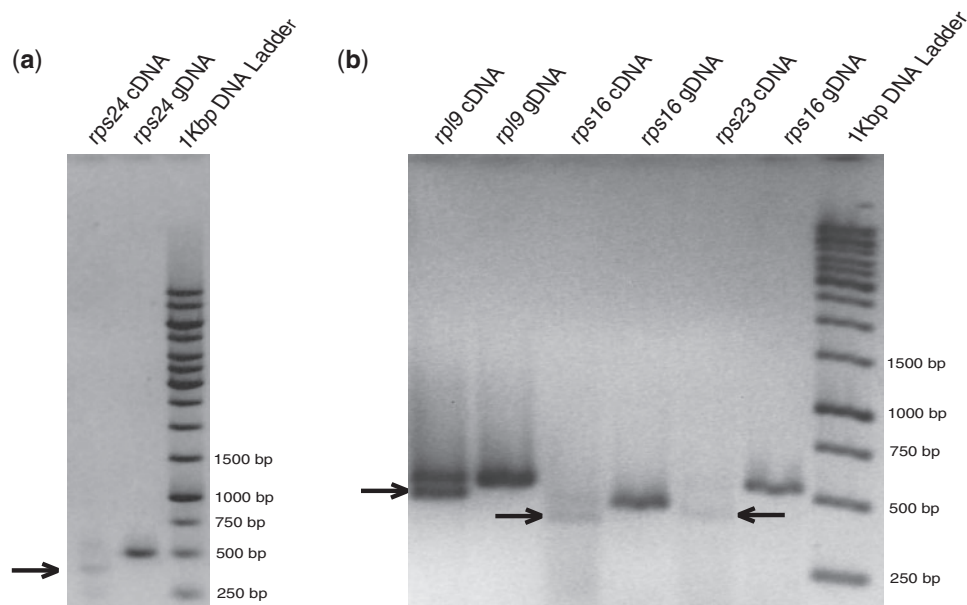 (a)
rps24 cDNA
rps24 gDNA
1Kbp DNA Ladder
1500 bp
1000 bp
750 bp
500 bp
250 bp
(b)
rpl9 cDNA
rpl9 gDNA
rps16 cDNA
rps16 gDNA
rps23 cDNA
rps16 gDNA
1Kbp DNA Ladder
1500 bp
1000 bp
750 bp
500 bp
250 bp